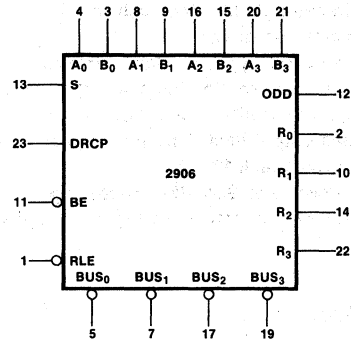 4 3 8 9 16 15 20 21
A0 B0 A1 B1 A2 B2 A3 B3
13 S ODD 12
R0 2
23 DRCP
2906
R1 10
11 BE R2 14
R3 22
1 RLE
BUS0 BUS1 BUS2 BUS3
5 7 17 19